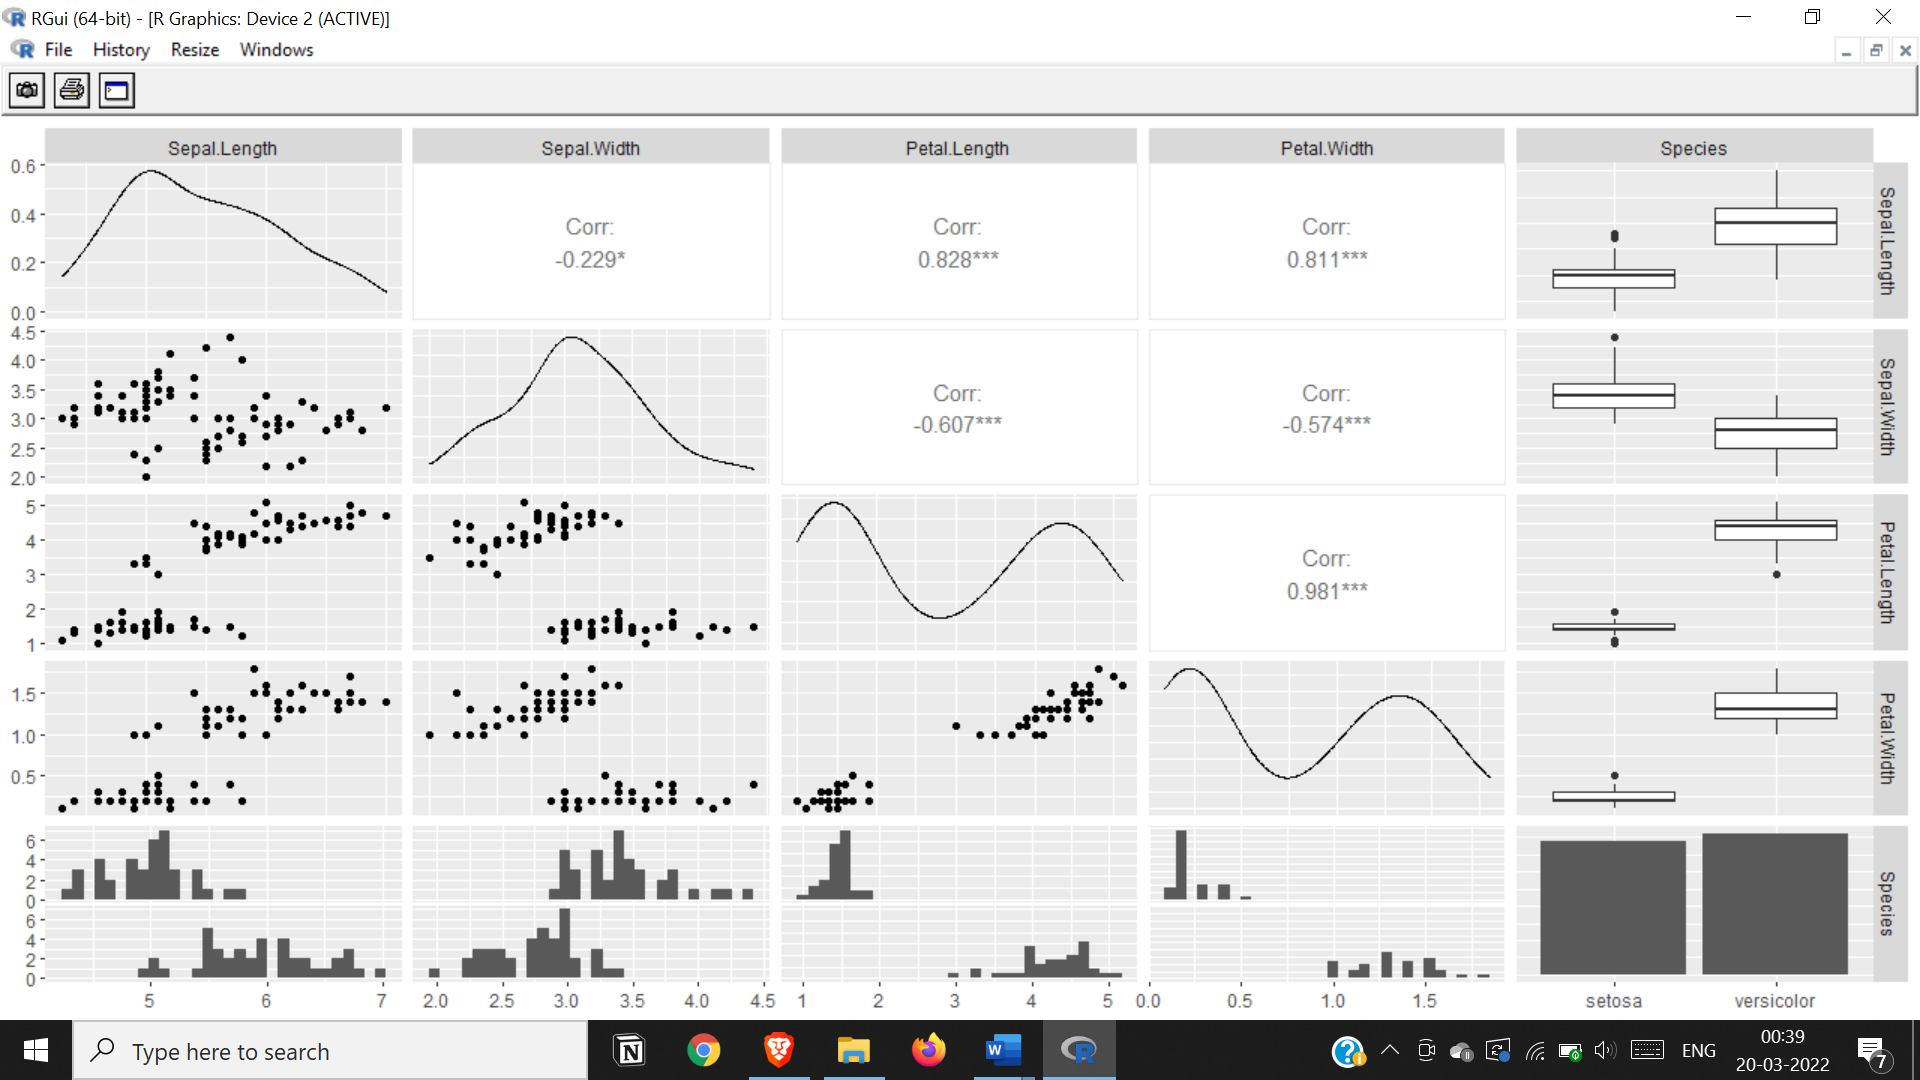 RGui (64-bit) - [R Graphics: Device 2 (ACTIVE)]
File History Resize Windows
Sepal.Length Sepal.Width Petal.Length Petal.Width Species
0.6
0.4
0.2
0.0
Corr:
-0.229*
Corr:
0.828***
Corr:
0.811***
Sepal.Length
4.5
4.0
3.5
3.0
2.5
2.0
Corr:
-0.607***
Corr:
-0.574***
Sepal.Width
5
4
3
2
1
Corr:
0.981***
Petal.Length
1.5
1.0
0.5
Petal.Width
6
4
2
0
6
4
2
0
Species
5 6 7 2.0 2.5 3.0 3.5 4.0 4.5 1 2 3 4 5 0.0 0.5 1.0 1.5 setosa versicolor
Type here to search
ENG
00:39
20-03-2022
7